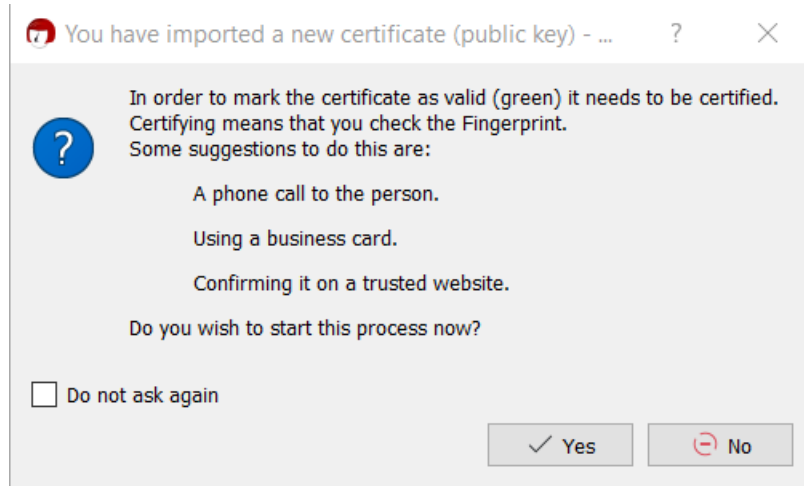 You have imported a new certificate (public key) - ...
?
In order to mark the certificate as valid (green) it needs to be certified.
Certifying means that you check the Fingerprint.
Some suggestions to do this are:
A phone call to the person.
Using a business card.
Confirming it on a trusted website.
Do you wish to start this process now?
Do not ask again
Yes
No